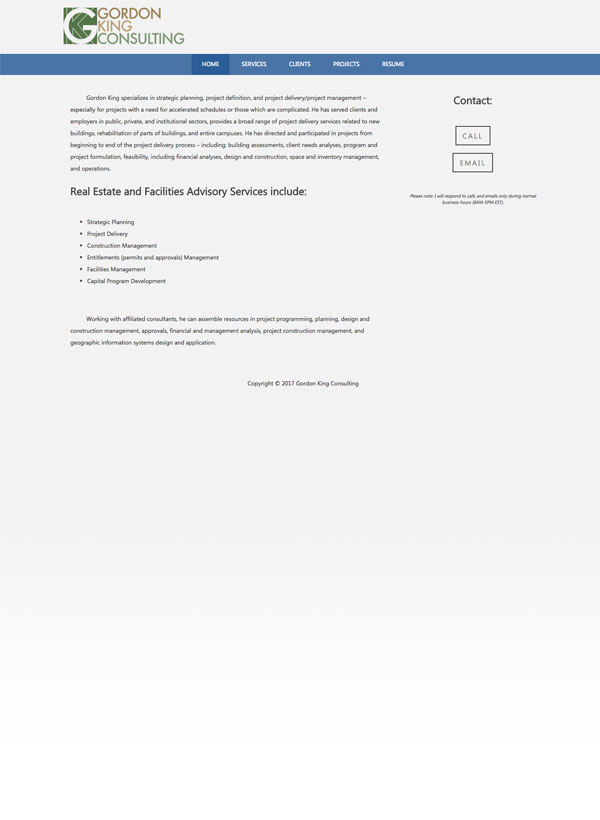 GORDON
KING
CONSULTING
HOME SERVICES CLIENTS PROJECTS RESUME
Gordon King specializes in strategic planning, project definition, and project delivery/project management –
especially for projects with a need for accelerated schedules or those which are complicated. He has served clients and
employers in public, private, and institutional sectors, provides a broad range of project delivery services related to new
buildings, rehabilitation of parts of buildings, and entire campuses. He has directed and participated in projects from
beginning to end of the project delivery process – including: building assessments, client needs analyses, program and
project formulation, feasibility, including financial analyses, design and construction, space and inventory management,
and operations.
Real Estate and Facilities Advisory Services include:
• Strategic Planning
• Project Delivery
• Construction Management
• Entitlements (permits and approvals) Management
• Facilities Management
• Capital Program Development
Working with affiliated consultants, he can assemble resources in project programming, planning, design and
construction management, approvals, financial and management analysis, project construction management, and
geographic information systems design and application.
Contact:
CALL
EMAIL
Please note: I will respond to calls and emails only during normal
business hours (8AM-5PM EST).
Copyright © 2017 Gordon King Consulting